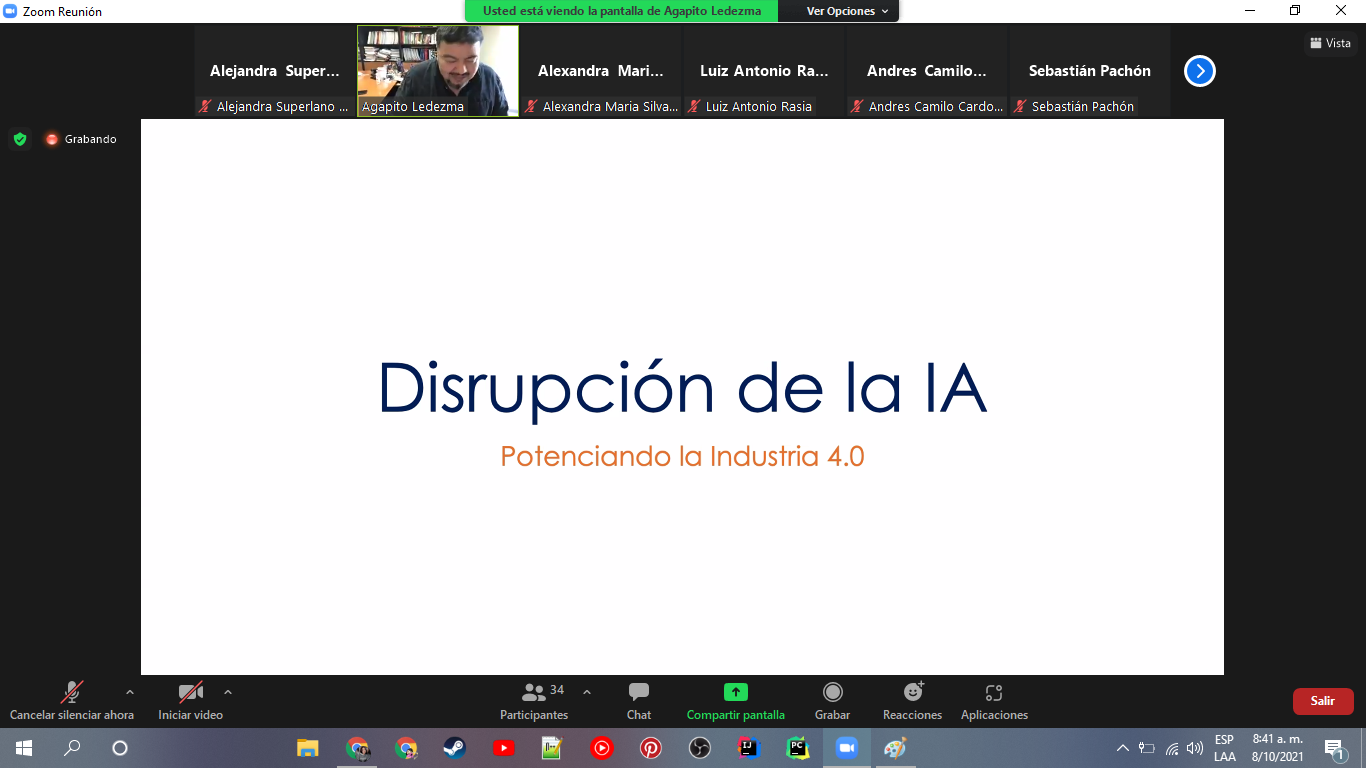 Zoom Reunión
Usted está viendo la pantalla de Agapito Ledezma
Ver Opciones
Vista
Alejandra Super...
Alexandra Mari...
Luiz Antonio Ra...
Andres Camilo...
Sebastián Pachón
Alejandra Superlano ...
Agapito Ledezma
Alexandra Maria Silva...
Luiz Antonio Rasia
Andres Camilo Cardo...
Sebastián Pachón
Grabando
Disrupción de la IA
Potenciando la Industria 4.0
34
Cancelar silenciar ahora
Iniciar video
Participantes
Chat
Compartir pantalla
Grabar
Reacciones
Aplicaciones
Salir
IJ
PC
ESP
LAA
8:41 a. m.
8/10/2021
1